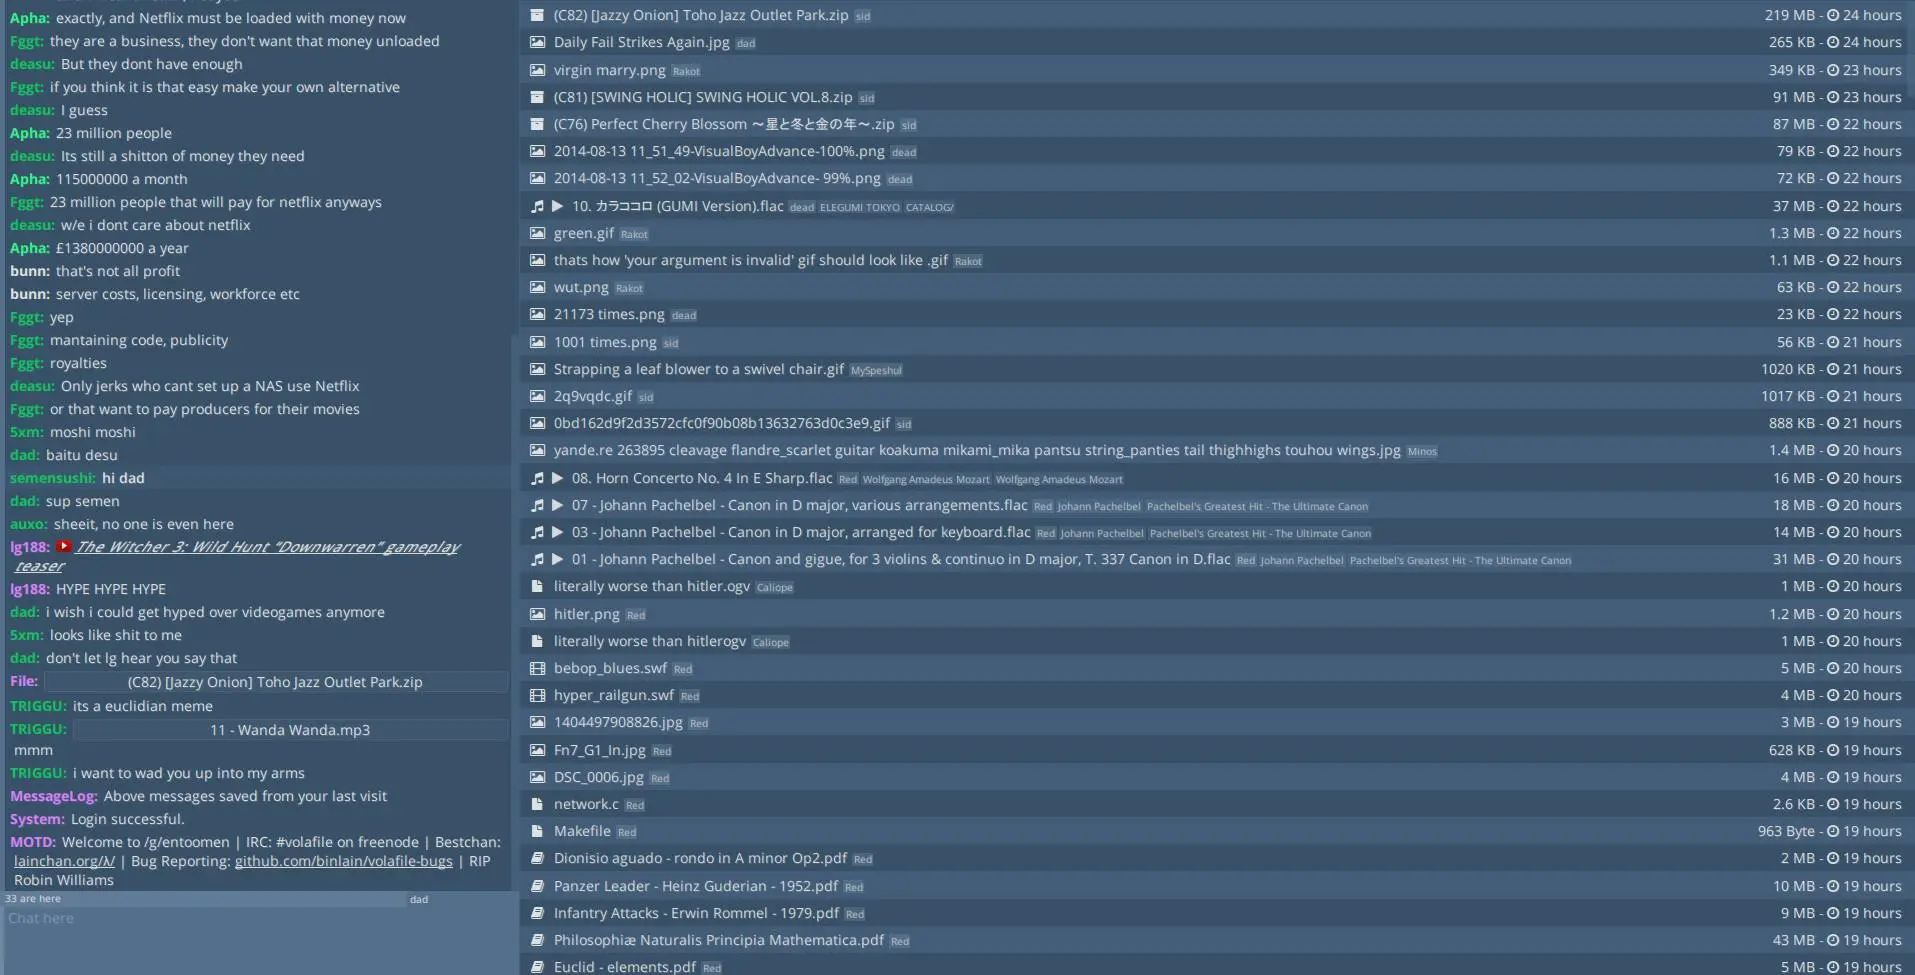 Apha: exactly, and Netflix must be loaded with money now
Fggt: they are a business, they don't want that money unloaded
deasu: But they dont have enough
Fggt: if you think it is that easy make your own alternative
deasu: I guess
Apha: 23 million people
deasu: Its still a shitton of money they need
Apha: 115000000 a month
Fggt: 23 million people that will pay for netflix anyways
deasu: w/e i dont care about netflix
Apha: £1380000000 a year
bunn: that's not all profit
bunn: server costs, licensing, workforce etc
Fggt: yep
Fggt: mantaining code, publicity
Fggt: royalties
deasu: Only jerks who cant set up a NAS use Netflix
Fggt: or that want to pay producers for their movies
5xm: moshi moshi
dad: baitu desu
semensushi: hi dad
dad: sup semen
auxo: sheeit, no one is even here
lg188: The Witcher 3: Wild Hunt "Downwarren" gameplay
teaser
lg188: HYPE HYPE HYPE
dad: i wish i could get hyped over videogames anymore
5xm: looks like shit to me
dad: don't let lg hear you say that
File: (C82) [Jazzy Onion] Toho Jazz Outlet Park.zip
TRIGGU: its a euclidian meme
TRIGGU: 11 - Wanda Wanda.mp3
mmm
TRIGGU: i want to wad you up into my arms
MessageLog: Above messages saved from your last visit
System: Login successful.
MOTD: Welcome to /g/entoomen | IRC: #volafile on freenode | Bestchan:
lainchan.org/λ/ | Bug Reporting: github.com/binlain/volafile-bugs | RIP
Robin Williams
33 are here dad
Chat here
(C82) [Jazzy Onion] Toho Jazz Outlet Park.zip sid 219 MB - 24 hours
Daily Fail Strikes Again.jpg dad 265 KB - 24 hours
virgin marry.png Rakot 349 KB - 23 hours
(C81) [SWING HOLIC] SWING HOLIC VOL.8.zip sid 91 MB - 23 hours
(C76) Perfect Cherry Blossom ～星と冬と金の年～.zip sid 87 MB - 22 hours
2014-08-13 11_51_49-VisualBoyAdvance-100%.png dead 79 KB - 22 hours
2014-08-13 11_52_02-VisualBoyAdvance- 99%.png dead 72 KB - 22 hours
10. カラココロ (GUMI Version).flac dead ELEGUMI TOKYO CATALOG/ 37 MB - 22 hours
green.gif Rakot 1.3 MB - 22 hours
thats how 'your argument is invalid' gif should look like .gif Rakot 1.1 MB - 22 hours
wut.png Rakot 63 KB - 22 hours
21173 times.png dead 23 KB - 22 hours
1001 times.png sid 56 KB - 21 hours
Strapping a leaf blower to a swivel chair.gif MySpeshul 1020 KB - 21 hours
2q9vqdc.gif sid 1017 KB - 21 hours
0bd162d9f2d3572cfc0f90b08b13632763d0c3e9.gif sid 888 KB - 21 hours
yande.re 263895 cleavage flandre_scarlet guitar koakuma mikami_mika pantsu string_panties tail thighhighs touhou wings.jpg Minos 1.4 MB - 20 hours
08. Horn Concerto No. 4 In E Sharp.flac Red Wolfgang Amadeus Mozart Wolfgang Amadeus Mozart 16 MB - 20 hours
07 - Johann Pachelbel - Canon in D major, various arrangements.flac Red Johann Pachelbel Pachelbel's Greatest Hit - The Ultimate Canon 18 MB - 20 hours
03 - Johann Pachelbel - Canon in D major, arranged for keyboard.flac Red Johann Pachelbel Pachelbel's Greatest Hit - The Ultimate Canon 14 MB - 20 hours
01 - Johann Pachelbel - Canon and gigue, for 3 violins & continuo in D major, T. 337 Canon in D.flac Red Johann Pachelbel Pachelbel's Greatest Hit - The Ultimate Canon 31 MB - 20 hours
literally worse than hitler.ogv Caliope 1 MB - 20 hours
hitler.png Red 1.2 MB - 20 hours
literally worse than hitlerogv Caliope 1 MB - 20 hours
bebop_blues.swf Red 5 MB - 20 hours
hyper_railgun.swf Red 4 MB - 20 hours
1404497908826.jpg Red 3 MB - 19 hours
Fn7_G1_In.jpg Red 628 KB - 19 hours
DSC_0006.jpg Red 4 MB - 19 hours
network.c Red 2.6 KB - 19 hours
Makefile Red 963 Byte - 19 hours
Dionisio aguado - rondo in A minor Op2.pdf Red 2 MB - 19 hours
Panzer Leader - Heinz Guderian - 1952.pdf Red 10 MB - 19 hours
Infantry Attacks - Erwin Rommel - 1979.pdf Red 9 MB - 19 hours
Philosophiæ Naturalis Principia Mathematica.pdf Red 43 MB - 19 hours
Euclid - elements.pdf Red 5 MB - 19 hours